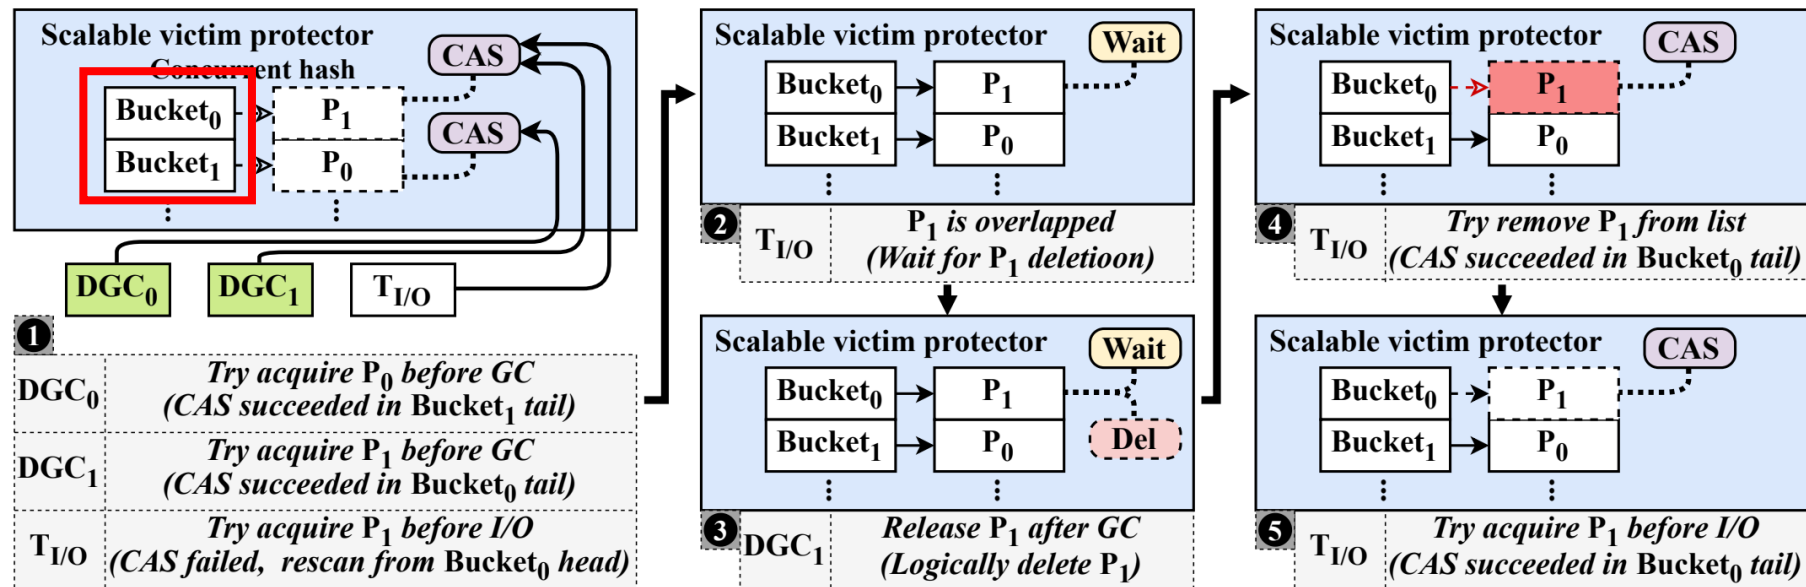 Scalable victim protector
Concurrent hash
CAS
Bucket0 P1
CAS
Bucket1 P0
DGC0 DGC1 TI/O
1
DGC0 Try acquire P0 before GC
(CAS succeeded in Bucket1 tail)
DGC1 Try acquire P1 before GC
(CAS succeeded in Bucket0 tail)
TI/O Try acquire P1 before I/O
(CAS failed, rescan from Bucket0 head)
Scalable victim protector Wait
Bucket0 P1
Bucket1 P0
2 TI/O P1 is overlapped
(Wait for P1 deletioon)
Scalable victim protector Wait
Bucket0 P1
Bucket1 P0 Del
3 DGC1 Release P1 after GC
(Logically delete P1)
Scalable victim protector CAS
Bucket0 P1
Bucket1 P0
4 TI/O Try remove P1 from list
(CAS succeeded in Bucket0 tail)
Scalable victim protector CAS
Bucket0 P1
Bucket1 P0
5 TI/O Try acquire P1 before I/O
(CAS succeeded in Bucket0 tail)